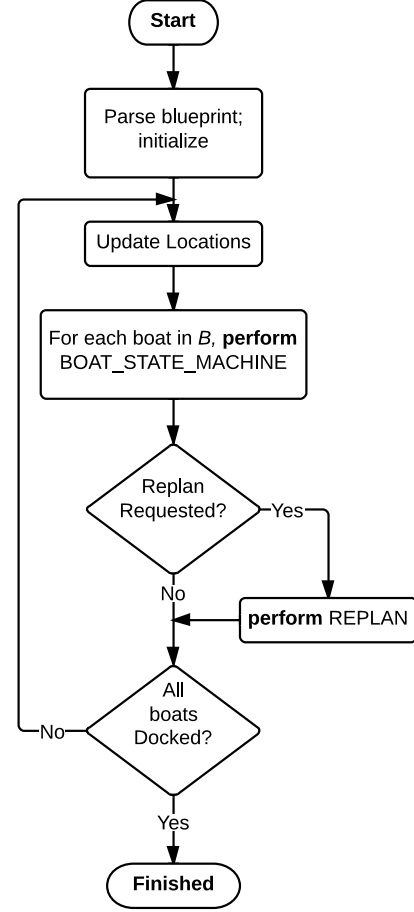 Start
Parse blueprint;
initialize
Update Locations
For each boat in B, perform
BOAT_STATE_MACHINE
Replan
Requested?
Yes
No
perform REPLAN
All
boats
Docked?
No
Yes
Finished